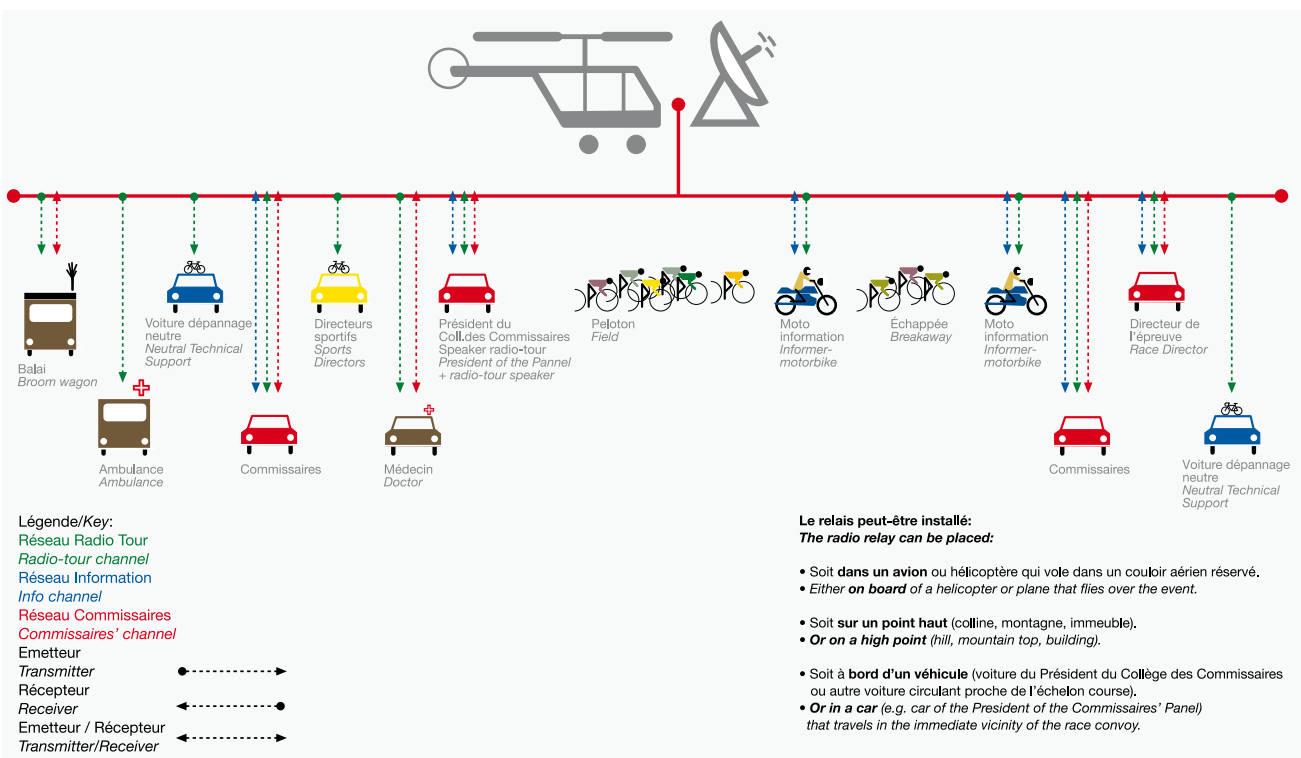 Balai
Broom wagon
Ambulance
Ambulance
Voiture dépannage
neutre
Neutral Technical
Support
Commissaires
Directeurs
sportifs
Sports
Directors
Médecin
Doctor
Président du
Coll.des Commissaires
Speaker radio-tour
President of the Pannel
+ radio-tour speaker
Peloton
Field
Moto
information
Informer-
motorbike
Échappée
Breakaway
Moto
information
Informer-
motorbike
Commissaires
Directeur de
l'épreuve
Race Director
Voiture dépannage
neutre
Neutral Technical
Support
Légende/Key:
Réseau Radio Tour
Radio-tour channel
Réseau Information
Info channel
Réseau Commissaires
Commissaires' channel
Emetteur
Transmitter
Récepteur
Receiver
Emetteur / Récepteur
Transmitter/Receiver
Le relais peut-être installé:
The radio relay can be placed:
• Soit dans un avion ou hélicoptère qui vole dans un couloir aérien réservé.
• Either on board of a helicopter or plane that flies over the event.
• Soit sur un point haut (colline, montagne, immeuble).
• Or on a high point (hill, mountain top, building).
• Soit à bord d'un véhicule (voiture du Président du Collège des Commissaires
ou autre voiture circulant proche de l'échelon course).
• Or in a car (e.g. car of the President of the Commissaires' Panel)
that travels in the immediate vicinity of the race convoy.